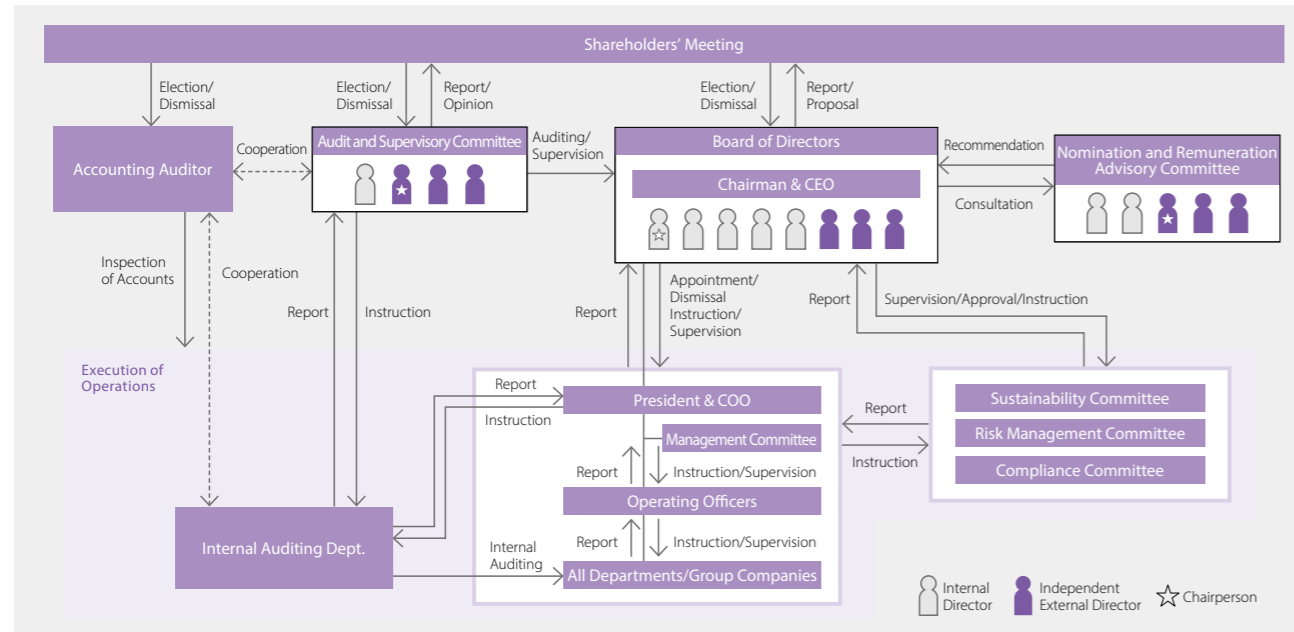 Shareholders' Meeting
Election/
Dismissal
Election/
Dismissal
Report/
Opinion
Election/
Dismissal
Report/
Proposal
Accounting Auditor
Cooperation
Audit and Supervisory Committee
Auditing/
Supervision
Board of Directors
Chairman & CEO
Recommendation
Consultation
Nomination and Remuneration
Advisory Committee
Inspection
of Accounts
Cooperation
Report
Instruction
Report
Appointment/
Dismissal
Instruction/
Supervision
Report
Supervision/Approval/Instruction
Execution of
Operations
Report
Instruction
President & COO
Management Committee
Report
Instruction/Supervision
Operating Officers
Report
Instruction/Supervision
All Departments/Group Companies
Report
Instruction
Sustainability Committee
Risk Management Committee
Compliance Committee
Internal Auditing Dept.
Internal
Auditing
Internal
Director
Independent
External Director
Chairperson